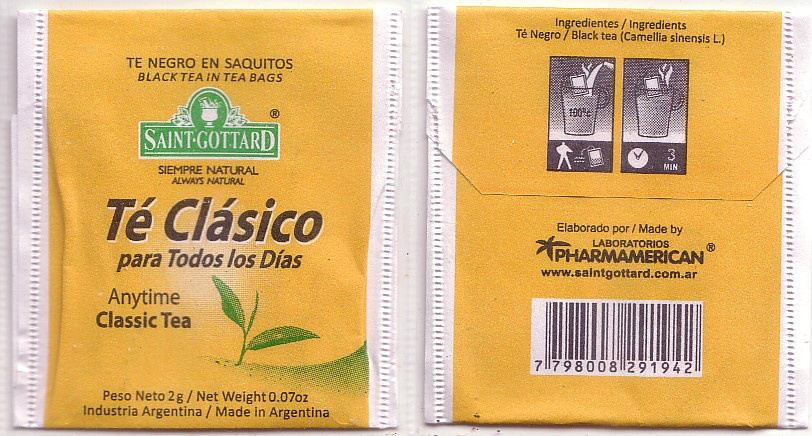 TE NEGRO EN SAQUITOS
BLACK TEA IN TEA BAGS
SAINT·GOTTARD ®
SIEMPRE NATURAL
ALWAYS NATURAL
Té Clásico
para Todos los Días
Anytime
Classic Tea
Peso Neto 2g / Net Weight 0.07oz
Industria Argentina / Made in Argentina
Ingredientes / Ingredients
Té Negro / Black tea (Camellia sinensis L.)
100°c
3
MIN
Elaborado por / Made by
LABORATORIOS
PHARMAMERICAN ®
www.saintgottard.com.ar
7 798008 291942